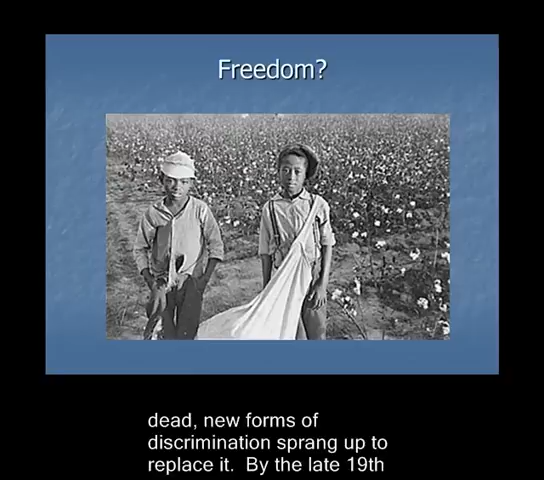 Freedom?
dead, new forms of
discrimination sprang up to
replace it.  By the late 19th